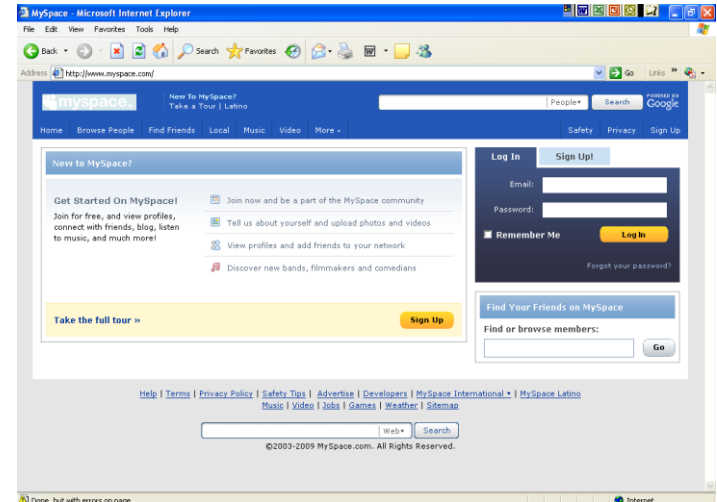 MySpace - Microsoft Internet Explorer
File Edit View Favorites Tools Help
Back Search Favorites
Address http://www.myspace.com/ Go Links »
myspace.
New To MySpace?
Take a Tour | Latino
People▾ Search
POWERED BY
Google
Home Browse People Find Friends Local Music Video More ▾ Safety Privacy Sign Up
New to MySpace?
Get Started On MySpace!
Join for free, and view profiles,
connect with friends, blog, listen
to music, and much more!
Join now and be a part of the MySpace community
Tell us about yourself and upload photos and videos
View profiles and add friends to your network
Discover new bands, filmmakers and comedians
Take the full tour »
Sign Up
Log In Sign Up!
Email:
Password:
Remember Me Log In
Forgot your password?
Find Your Friends on MySpace
Find or browse members:
Go
Help | Terms | Privacy Policy | Safety Tips | Advertise | Developers | MySpace International ▾ | MySpace Latino
Music | Video | Jobs | Games | Weather | Sitemap
Web▾ Search
©2003-2009 MySpace.com. All Rights Reserved.
Done, but with errors on page. Internet